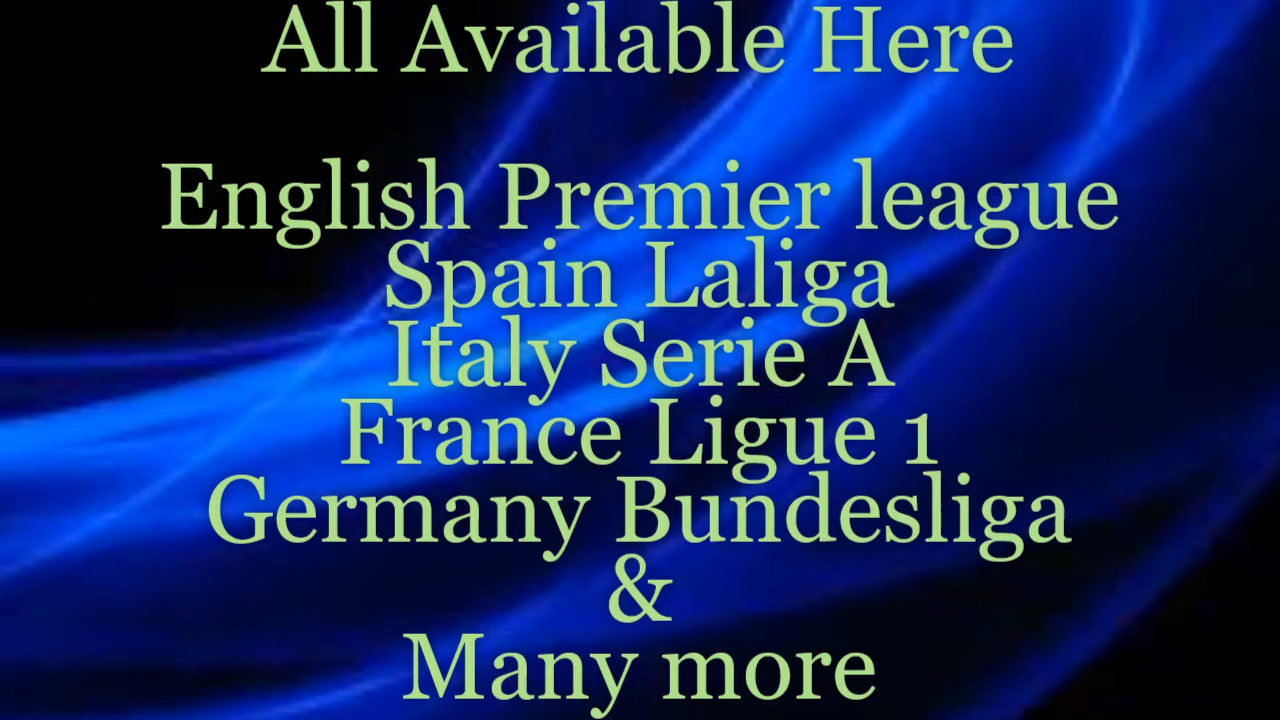 All Available Here
English Premier league
Spain Laliga
Italy Serie A
France Ligue 1
Germany Bundesliga
&
Many more